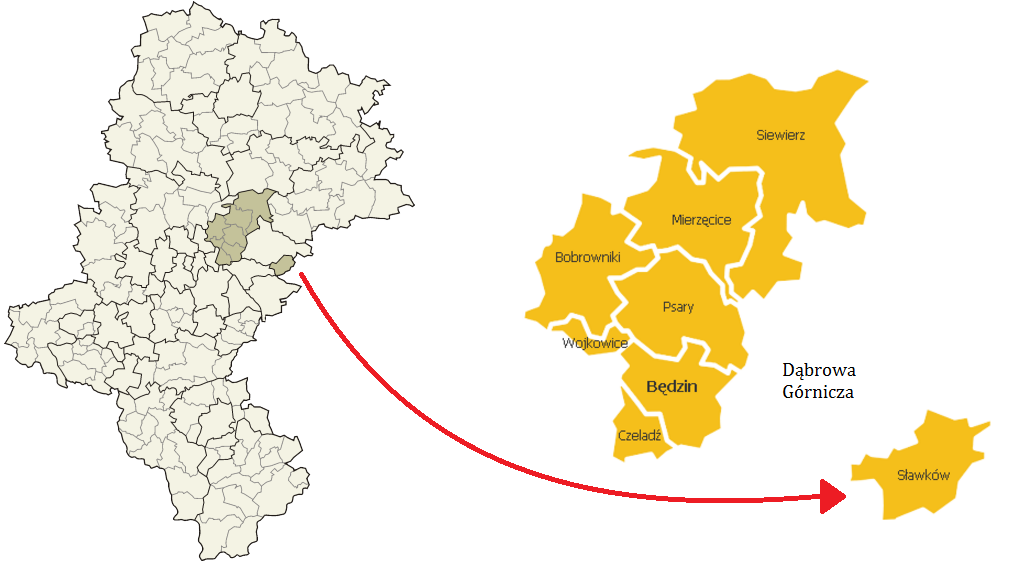 Siewierz
Mierzęcice
Bobrowniki
Psary
Wojkowice
Dąbrowa
Górnicza
Będzin
Czeladź
Sławków